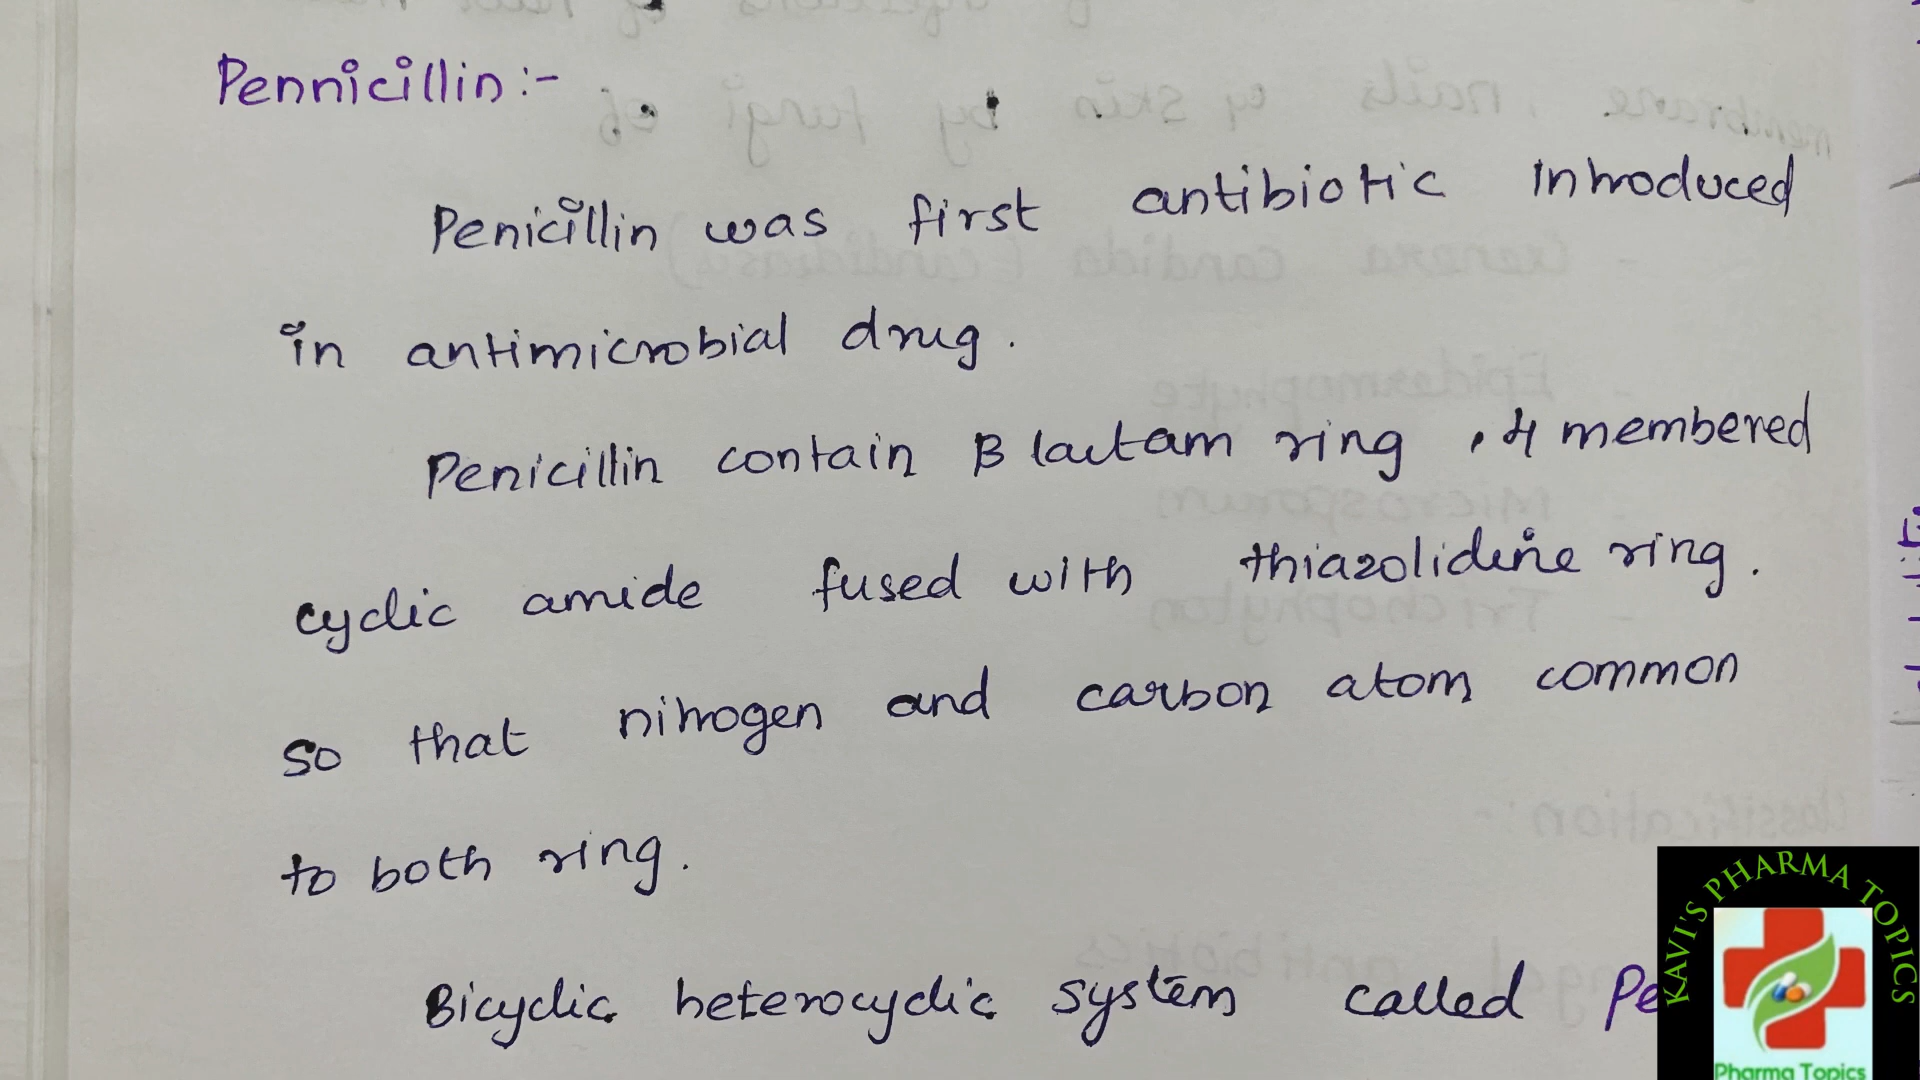 Pennicillin :-
Penicillin was first antibiotic introduced
in antimicrobial drug.
Penicillin contain B lactam ring , 4 membered
cyclic amide fused with thiazolidine ring.
so that nitrogen and carbon atom common
to both ring.
Bicyclic heterocyclic system called Pe
KAVI'S PHARMA TOPICS
Pharma Topics